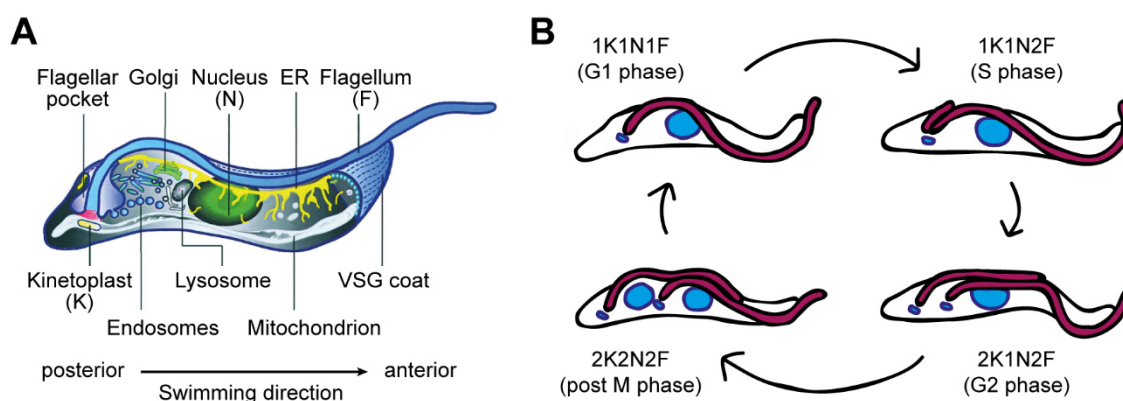 A
Flagellar pocket
Golgi
Nucleus (N)
ER
Flagellum (F)
Kinetoplast (K)
Lysosome
VSG coat
Endosomes
Mitochondrion
posterior
anterior
Swimming direction
B
1K1N1F
(G1 phase)
1K1N2F
(S phase)
2K2N2F
(post M phase)
2K1N2F
(G2 phase)